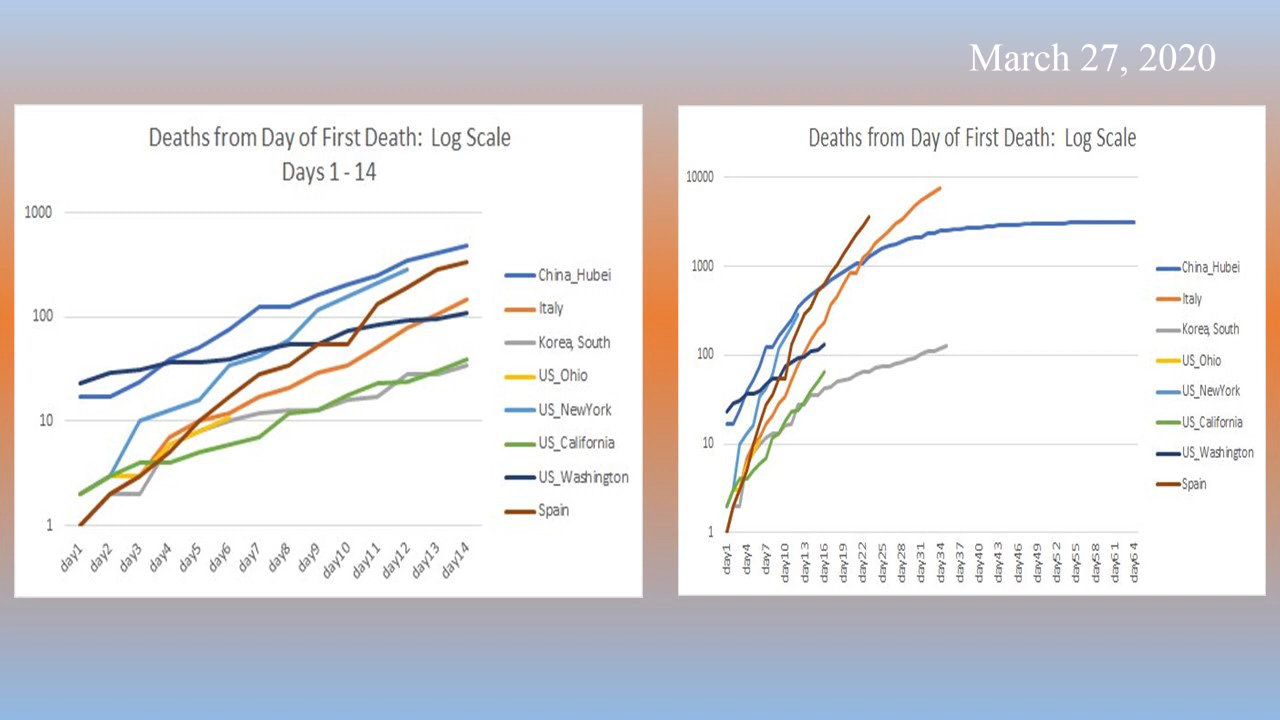 March 27, 2020
Deaths from Day of First Death: Log Scale
Days 1 - 14
1000
100
10
1
day1
day2
day3
day4
day5
day6
day7
day8
day9
day10
day11
day12
day13
day14
China_Hubei
Italy
Korea, South
US_Ohio
US_NewYork
US_California
US_Washington
Spain
Deaths from Day of First Death: Log Scale
10000
1000
100
10
1
day1
day4
day7
day10
day13
day16
day19
day22
day25
day28
day31
day34
day37
day40
day43
day46
day49
day52
day55
day58
day61
day64
China_Hubei
Italy
Korea, South
US_Ohio
US_NewYork
US_California
US_Washington
Spain